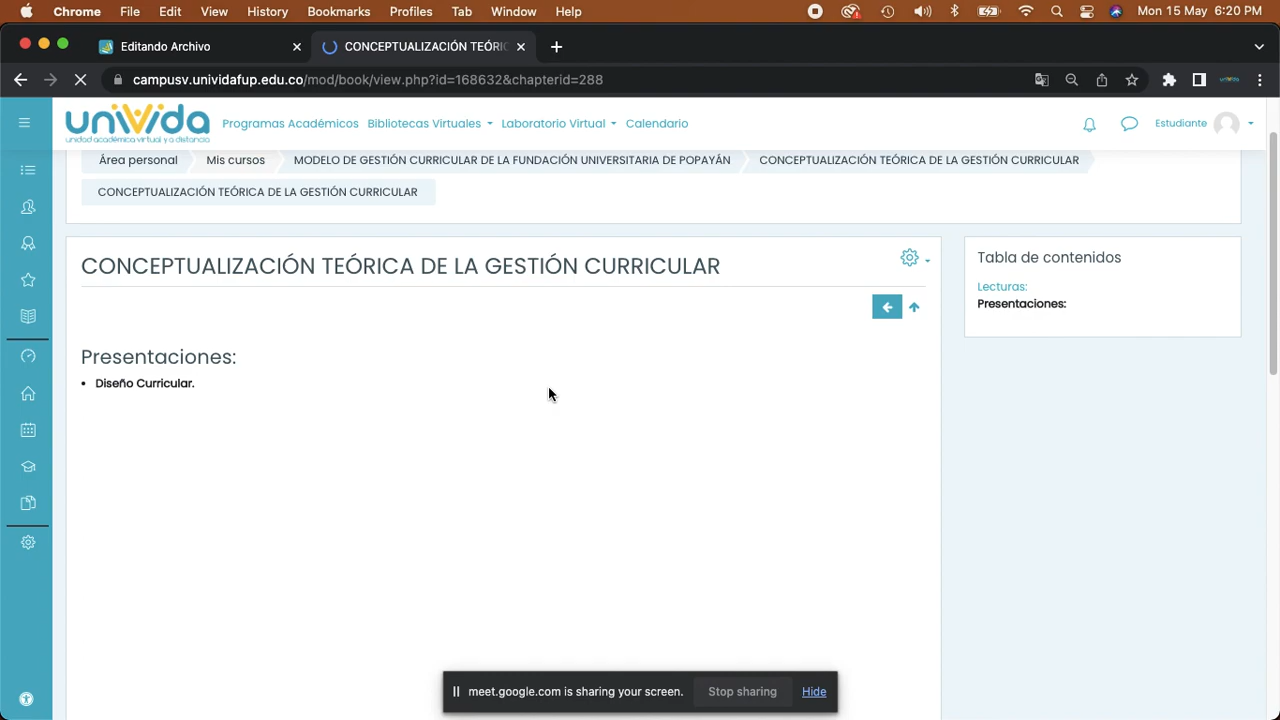 Chrome File Edit View History Bookmarks Profiles Tab Window Help Mon 15 May 6:20 PM
Editando Archivo
CONCEPTUALIZACIÓN TEÓRIC
campusv.unividafup.edu.co/mod/book/view.php?id=168632&chapterid=288
univida
unidad académica virtual y a distancia
Programas Académicos Bibliotecas Virtuales Laboratorio Virtual Calendario
Estudiante
Área personal Mis cursos MODELO DE GESTIÓN CURRICULAR DE LA FUNDACIÓN UNIVERSITARIA DE POPAYÁN CONCEPTUALIZACIÓN TEÓRICA DE LA GESTIÓN CURRICULAR
CONCEPTUALIZACIÓN TEÓRICA DE LA GESTIÓN CURRICULAR
CONCEPTUALIZACIÓN TEÓRICA DE LA GESTIÓN CURRICULAR
Presentaciones:
• Diseño Curricular.
Tabla de contenidos
Lecturas:
Presentaciones:
meet.google.com is sharing your screen. Stop sharing Hide